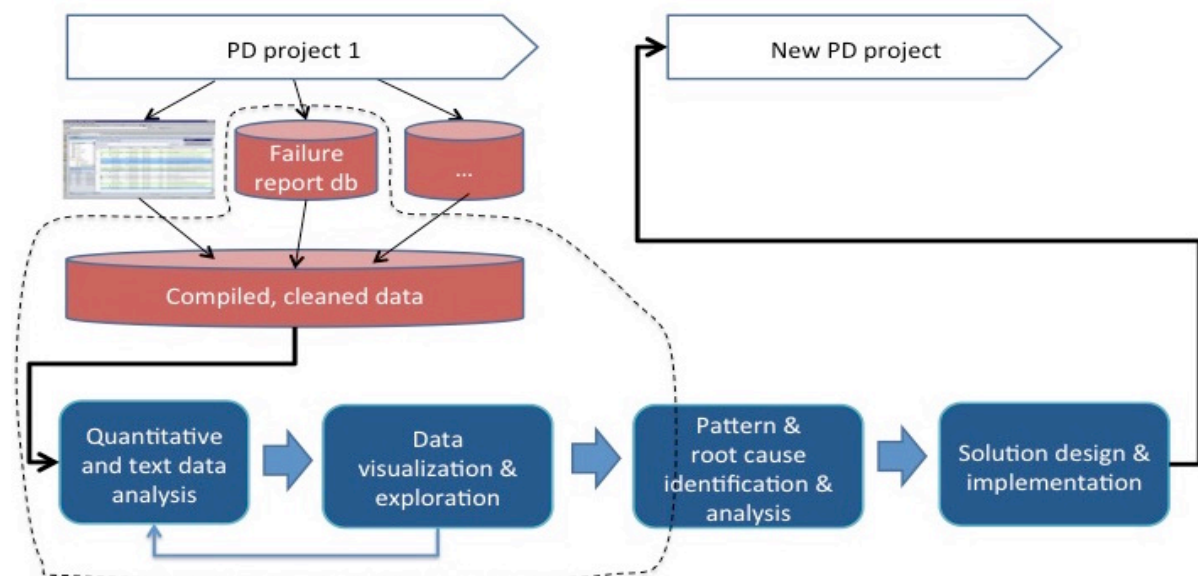 PD project 1
New PD project
Failure
report db
...
Compiled, cleaned data
Quantitative
and text data
analysis
Data
visualization &
exploration
Pattern &
root cause
identification &
analysis
Solution design &
implementation